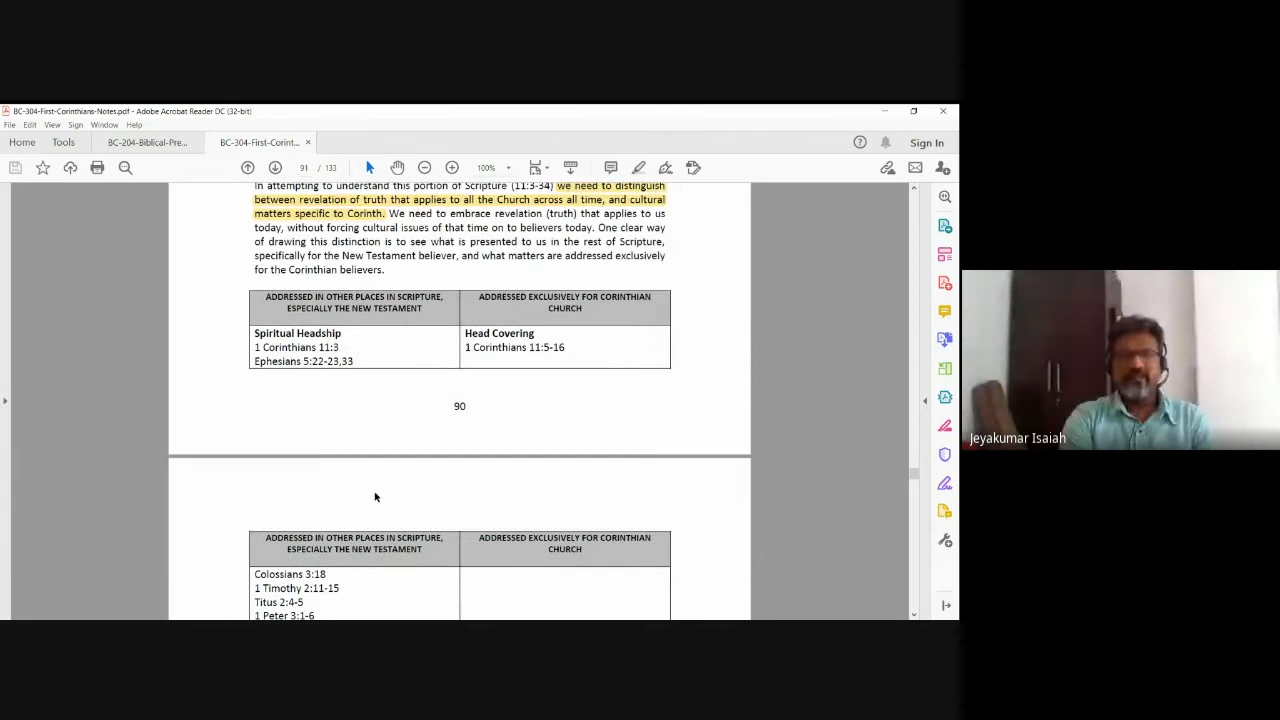 BC-304-First-Corinthians-Notes.pdf - Adobe Acrobat Reader DC (32-bit)
File Edit View Sign Window Help
Home Tools BC-204-Biblical-Pre... BC-304-First-Corint... × Sign In
91 / 133 100%
In attempting to understand this portion of Scripture (11:3-34) we need to distinguish
between revelation of truth that applies to all the Church across all time, and cultural
matters specific to Corinth. We need to embrace revelation (truth) that applies to us
today, without forcing cultural issues of that time on to believers today. One clear way
of drawing this distinction is to see what is presented to us in the rest of Scripture,
specifically for the New Testament believer, and what matters are addressed exclusively
for the Corinthian believers.
ADDRESSED IN OTHER PLACES IN SCRIPTURE,
ESPECIALLY THE NEW TESTAMENT
ADDRESSED EXCLUSIVELY FOR CORINTHIAN
CHURCH
Spiritual Headship
1 Corinthians 11:3
Ephesians 5:22-23,33
Head Covering
1 Corinthians 11:5-16
90
ADDRESSED IN OTHER PLACES IN SCRIPTURE,
ESPECIALLY THE NEW TESTAMENT
ADDRESSED EXCLUSIVELY FOR CORINTHIAN
CHURCH
Colossians 3:18
1 Timothy 2:11-15
Titus 2:4-5
1 Peter 3:1-6
Jeyakumar Isaiah